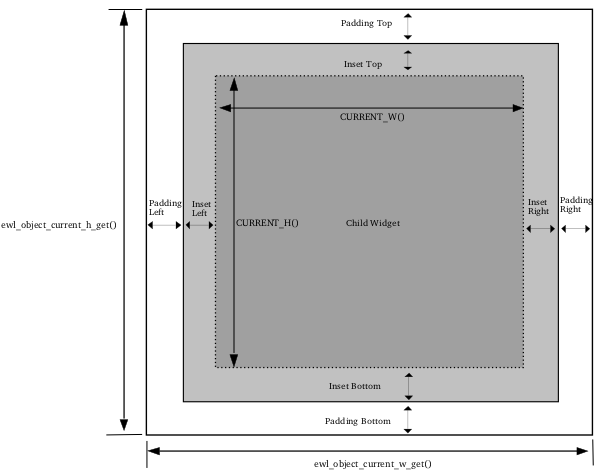 Padding Top
Inset Top
CURRENT_W()
Padding
Left
Inset
Left
Inset
Right
Padding
Right
ewl_object_current_h_get()
CURRENT_H()
Child Widget
Inset Bottom
Padding Bottom
ewl_object_current_w_get()